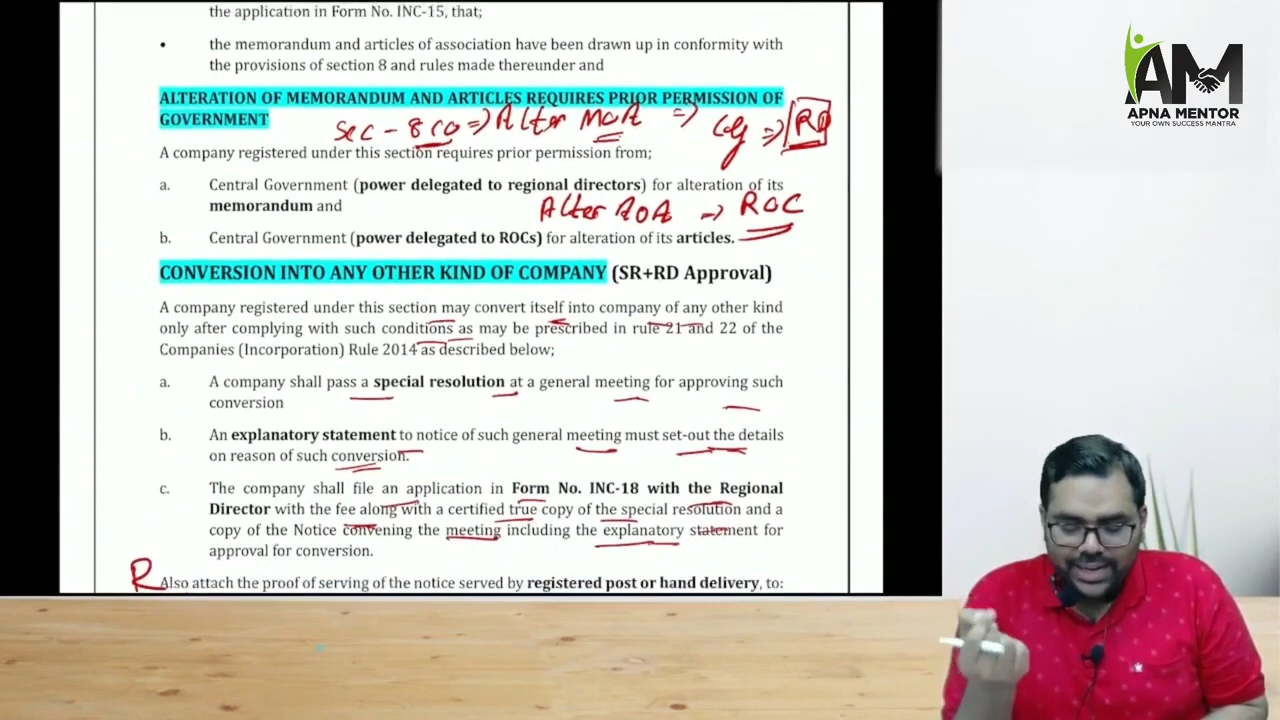 the application in Form No. INC-15, that;
• the memorandum and articles of association have been drawn up in conformity with
the provisions of section 8 and rules made thereunder and
ALTERATION OF MEMORANDUM AND ARTICLES REQUIRES PRIOR PERMISSION OF
GOVERNMENT
Sec - 8 co => Alter MOA => CG => RD
A company registered under this section requires prior permission from;
a. Central Government (power delegated to regional directors) for alteration of its
memorandum and
Alter AOA -> ROC
b. Central Government (power delegated to ROCs) for alteration of its articles.
CONVERSION INTO ANY OTHER KIND OF COMPANY (SR+RD Approval)
A company registered under this section may convert itself into company of any other kind
only after complying with such conditions as may be prescribed in rule 21 and 22 of the
Companies (Incorporation) Rule 2014 as described below;
a. A company shall pass a special resolution at a general meeting for approving such
conversion
b. An explanatory statement to notice of such general meeting must set-out the details
on reason of such conversion.
c. The company shall file an application in Form No. INC-18 with the Regional
Director with the fee along with a certified true copy of the special resolution and a
copy of the Notice convening the meeting including the explanatory statement for
approval for conversion.
R
Also attach the proof of serving of the notice served by registered post or hand delivery, to:
AM
APNA MENTOR
YOUR OWN SUCCESS MANTRA